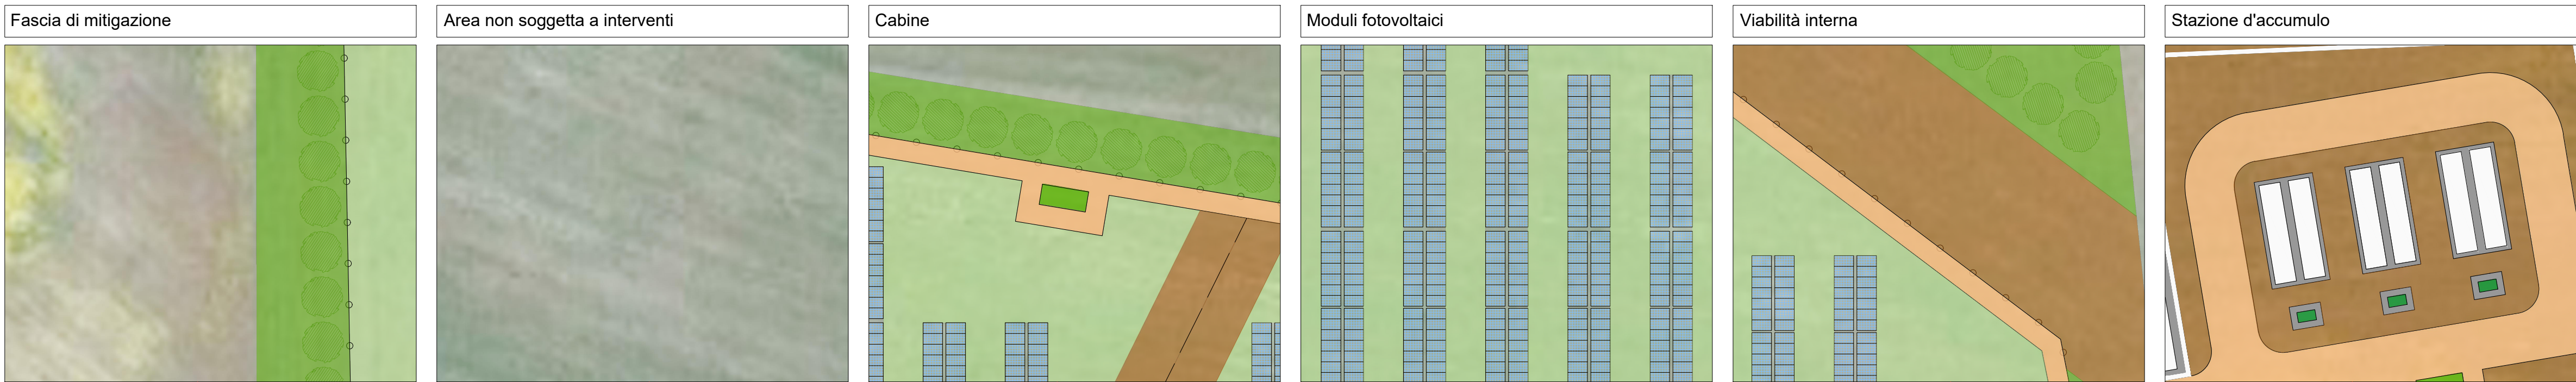 Fascia di mitigazione
Area non soggetta a interventi
Cabine
Moduli fotovoltaici
Viabilità interna
Stazione d'accumulo